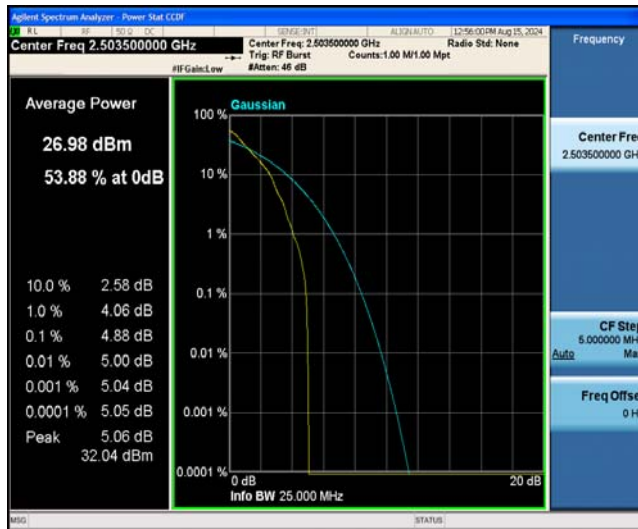 Agilent Spectrum Analyzer - Power Stat CCDF
RL RF 50 Ω DC SENSE:INT ALIGN AUTO 12:56:00 PM Aug 15, 2024
Center Freq 2.503500000 GHz
Center Freq: 2.503500000 GHz Radio Std: None
Trig: RF Burst Counts:1.00 M/1.00 Mpt
#IFGain:Low #Atten: 46 dB
Frequency
Average Power
26.98 dBm
53.88 % at 0dB
10.0 % 2.58 dB
1.0 % 4.06 dB
0.1 % 4.88 dB
0.01 % 5.00 dB
0.001 % 5.04 dB
0.0001 % 5.05 dB
Peak 5.06 dB
32.04 dBm
Gaussian
100 %
10 %
1 %
0.1 %
0.01 %
0.001 %
0.0001 %
0 dB 20 dB
Info BW 25.000 MHz
Center Fre
2.503500000 GH
CF Ste
5.000000 MH
Auto Ma
Freq Offse
0 H
MSG STATUS